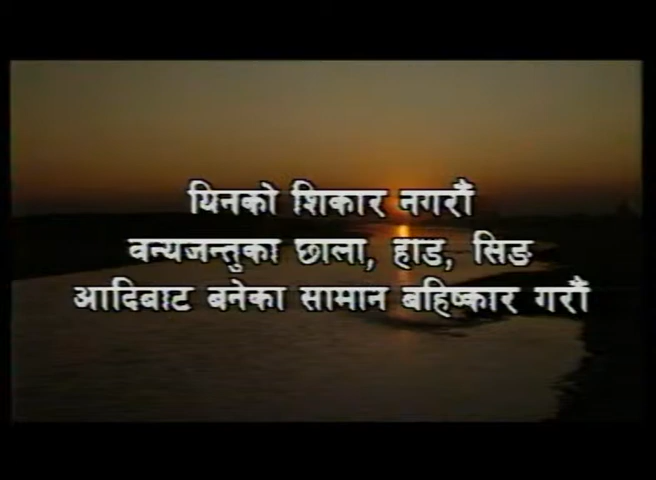 यिनको शिकार नगरौं
वन्यजन्तुका छाला, हाड, सिङ
आदिबाट बनेका सामान बहिष्कार गरौं